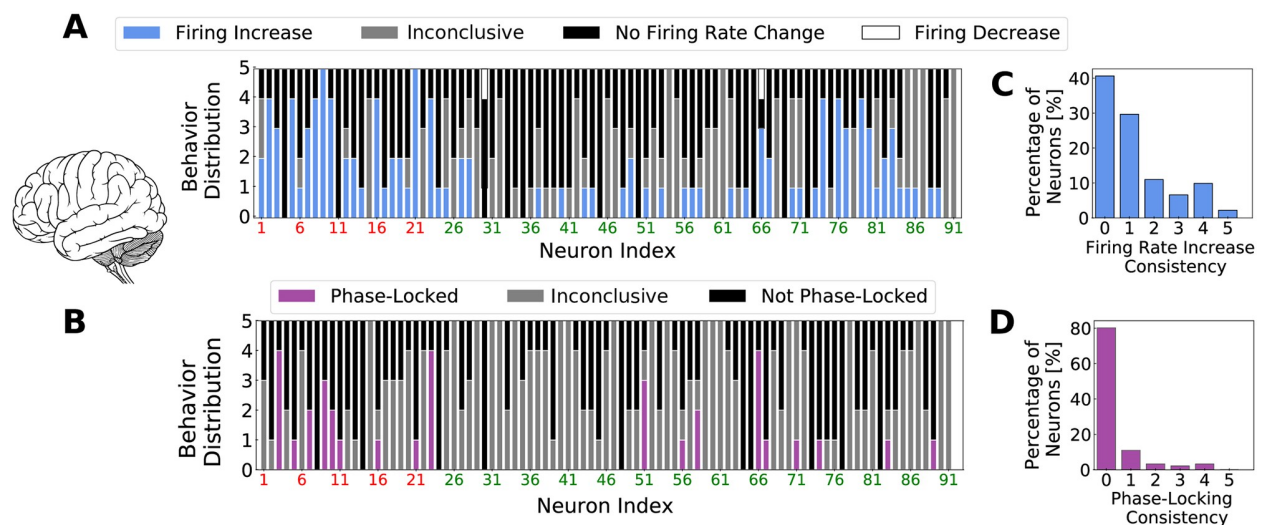 A
Firing Increase Inconclusive No Firing Rate Change Firing Decrease
Behavior
Distribution
5
4
3
2
1
0
1 6 11 16 21 26 31 36 41 46 51 56 61 66 71 76 81 86 91
Neuron Index
C
Percentage of
Neurons [%]
40
30
20
10
0
0 1 2 3 4 5
Firing Rate Increase
Consistency
B
Phase-Locked Inconclusive Not Phase-Locked
Behavior
Distribution
5
4
3
2
1
0
1 6 11 16 21 26 31 36 41 46 51 56 61 66 71 76 81 86 91
Neuron Index
D
Percentage of
Neurons [%]
80
60
40
20
0
0 1 2 3 4 5
Phase-Locking
Consistency